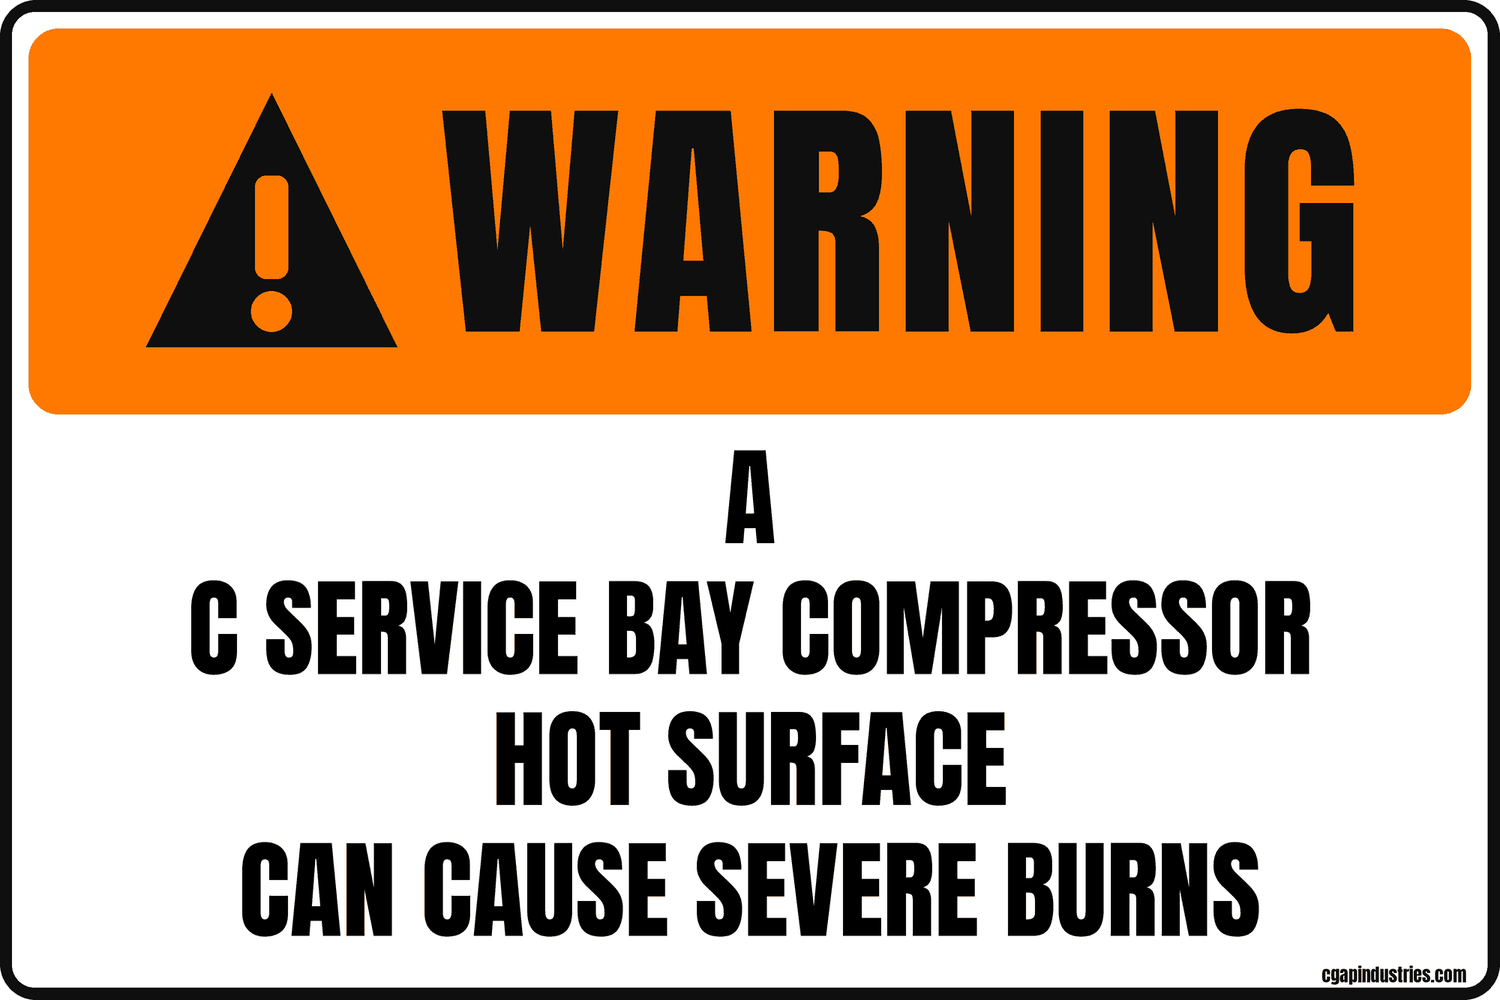 WARNING
A
C SERVICE BAY COMPRESSOR
HOT SURFACE
CAN CAUSE SEVERE BURNS
cgapindustries.com